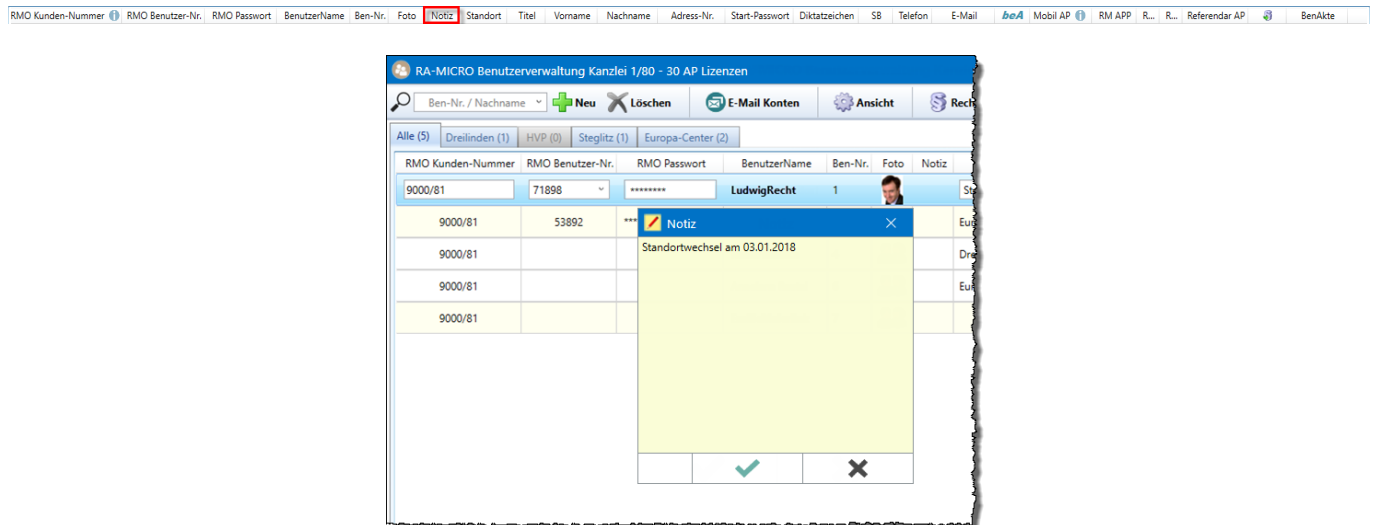 RMO Kunden-Nummer RMO Benutzer-Nr. RMO Passwort BenutzerName Ben-Nr. Foto Notiz Standort Titel Vorname Nachname Adress-Nr. Start-Passwort Diktatzeichen SB Telefon E-Mail beA Mobil AP RM APP R... R... Referendar AP BenAkte
RA-MICRO Benutzerverwaltung Kanzlei 1/80 - 30 AP Lizenzen
Ben-Nr. / Nachname Neu Löschen E-Mail Konten Ansicht Rech
Alle (5) Dreilinden (1) HVP (0) Steglitz (1) Europa-Center (2)
RMO Kunden-Nummer RMO Benutzer-Nr. RMO Passwort BenutzerName Ben-Nr. Foto Notiz
9000/81 71898 ******** LudwigRecht 1 St
9000/81 53892 *** Eur
Notiz
Standortwechsel am 03.01.2018
9000/81 Dre
9000/81 Eur
9000/81